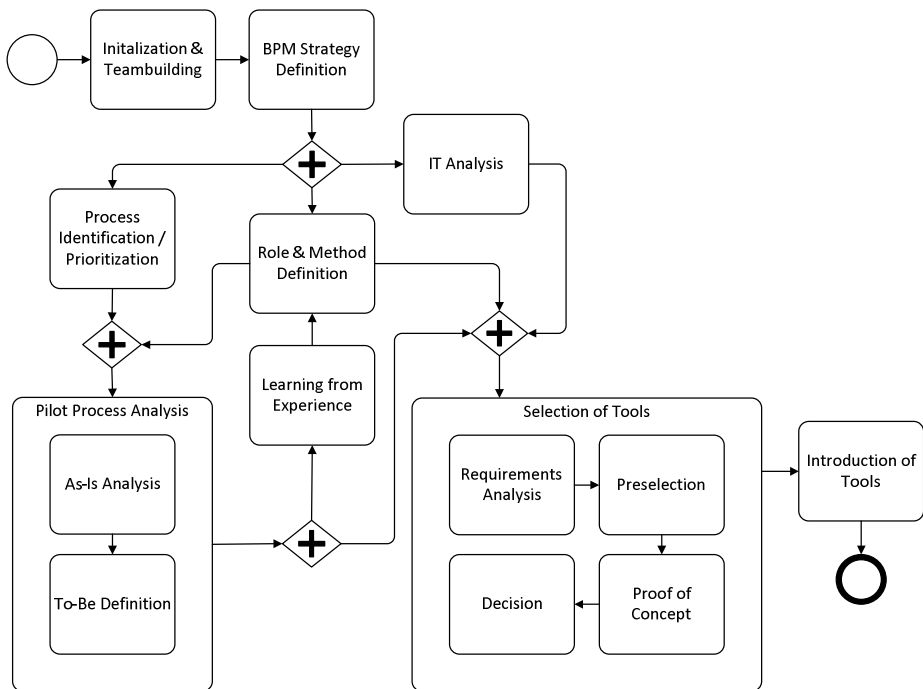 Initalization &
Teambuilding
BPM Strategy
Definition
IT Analysis
Process
Identification /
Prioritization
Role & Method
Definition
Learning from
Experience
Pilot Process Analysis
As-Is Analysis
To-Be Definition
Selection of Tools
Requirements
Analysis
Preselection
Decision
Proof of
Concept
Introduction of
Tools